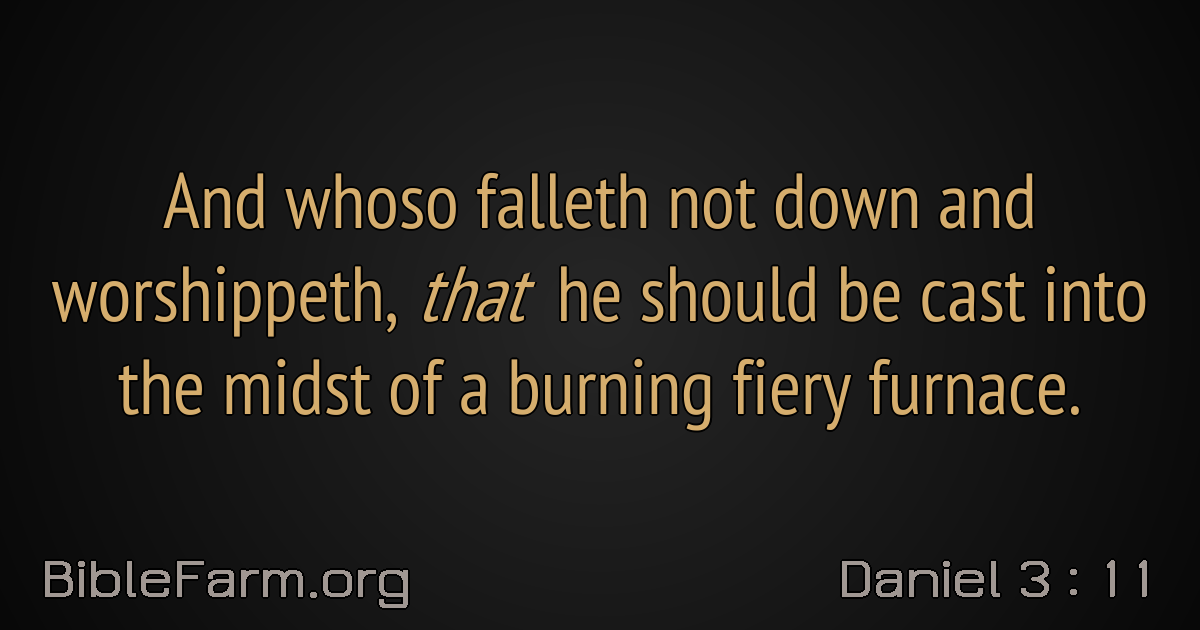 And whoso falleth not down and
worshippeth, that he should be cast into
the midst of a burning fiery furnace.
BibleFarm.org
Daniel 3 : 11